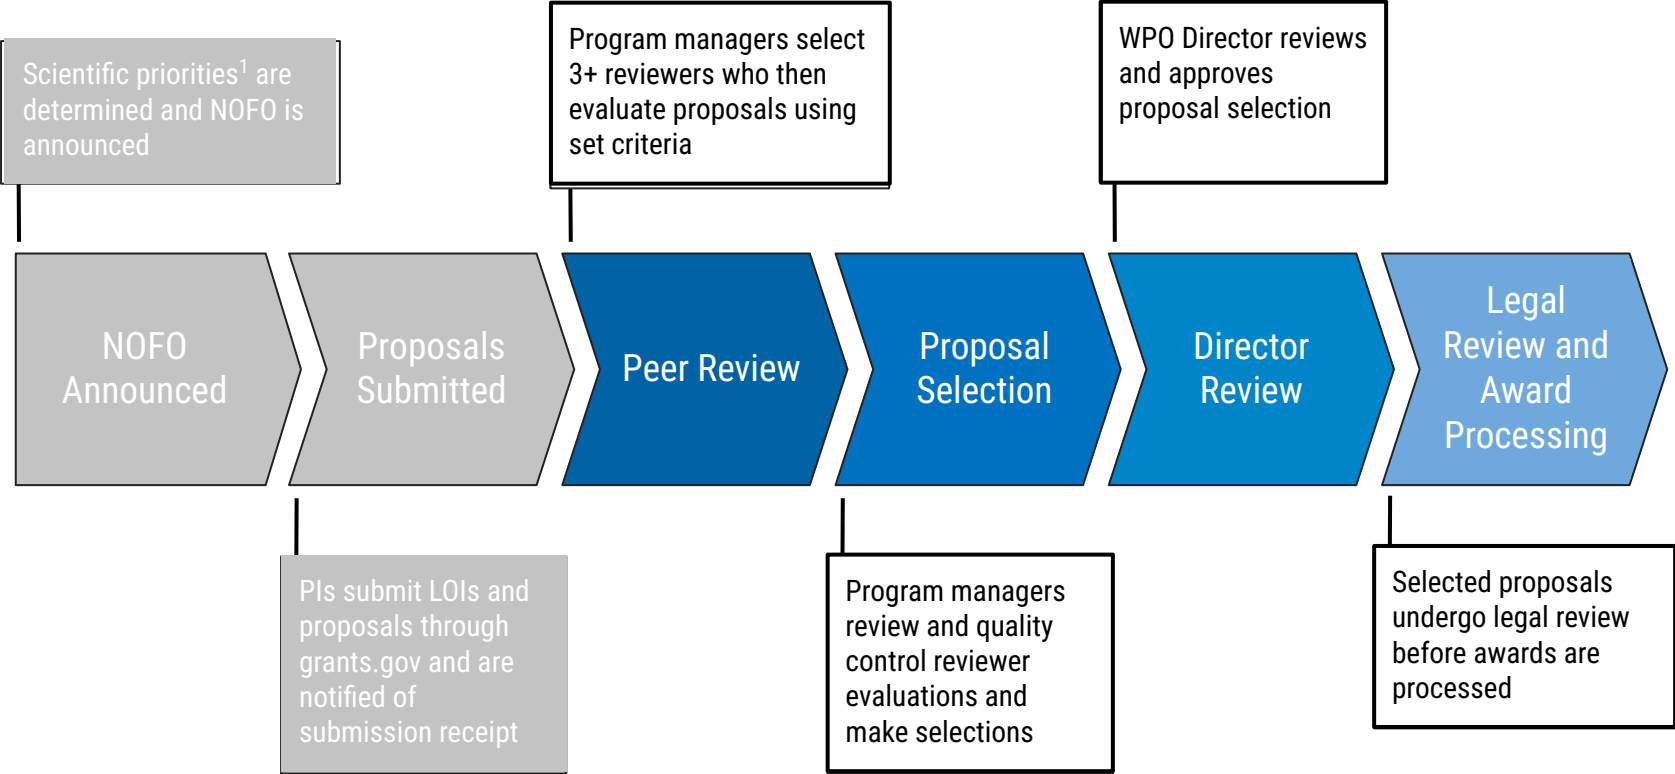 Scientific priorities¹ are
determined and NOFO is
announced
Program managers select
3+ reviewers who then
evaluate proposals using
set criteria
WPO Director reviews
and approves
proposal selection
NOFO
Announced
Proposals
Submitted
Peer Review
Proposal
Selection
Director
Review
Legal
Review and
Award
Processing
PIs submit LOIs and
proposals through
grants.gov and are
notified of
submission receipt
Program managers
review and quality
control reviewer
evaluations and
make selections
Selected proposals
undergo legal review
before awards are
processed